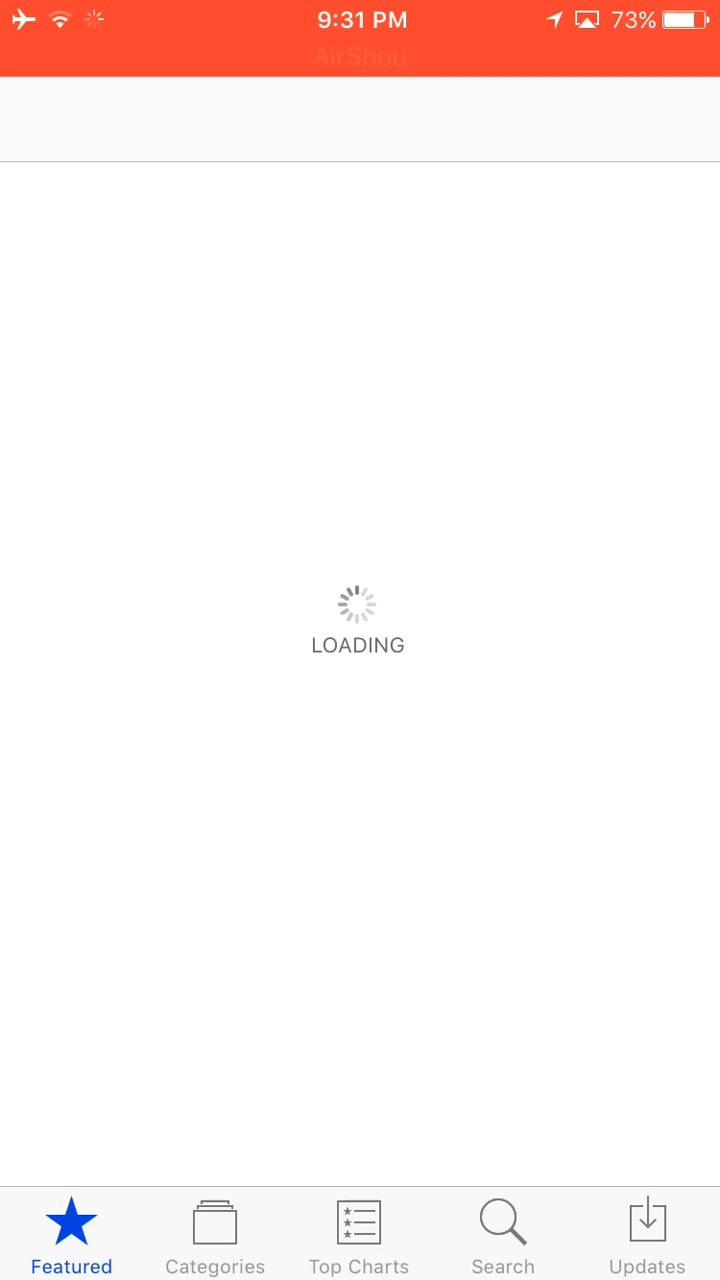 9:31 PM
73%
AirShou
LOADING
Featured
Categories
Top Charts
Search
Updates